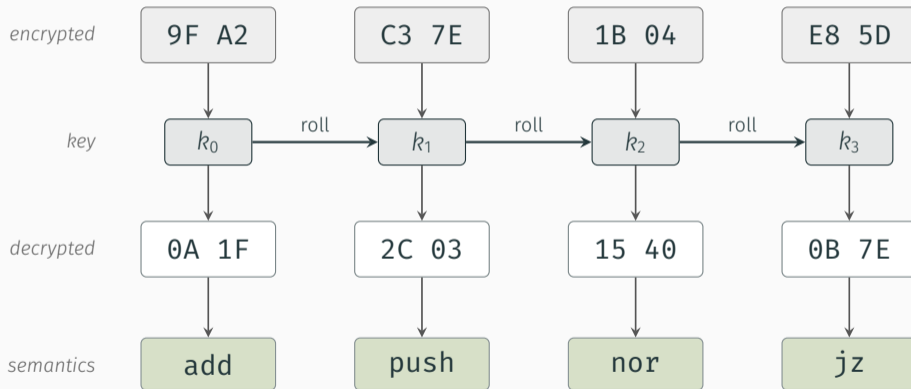 encrypted 9F A2 C3 7E 1B 04 E8 5D
key k₀ roll k₁ roll k₂ roll k₃
decrypted 0A 1F 2C 03 15 40 0B 7E
semantics add push nor jz